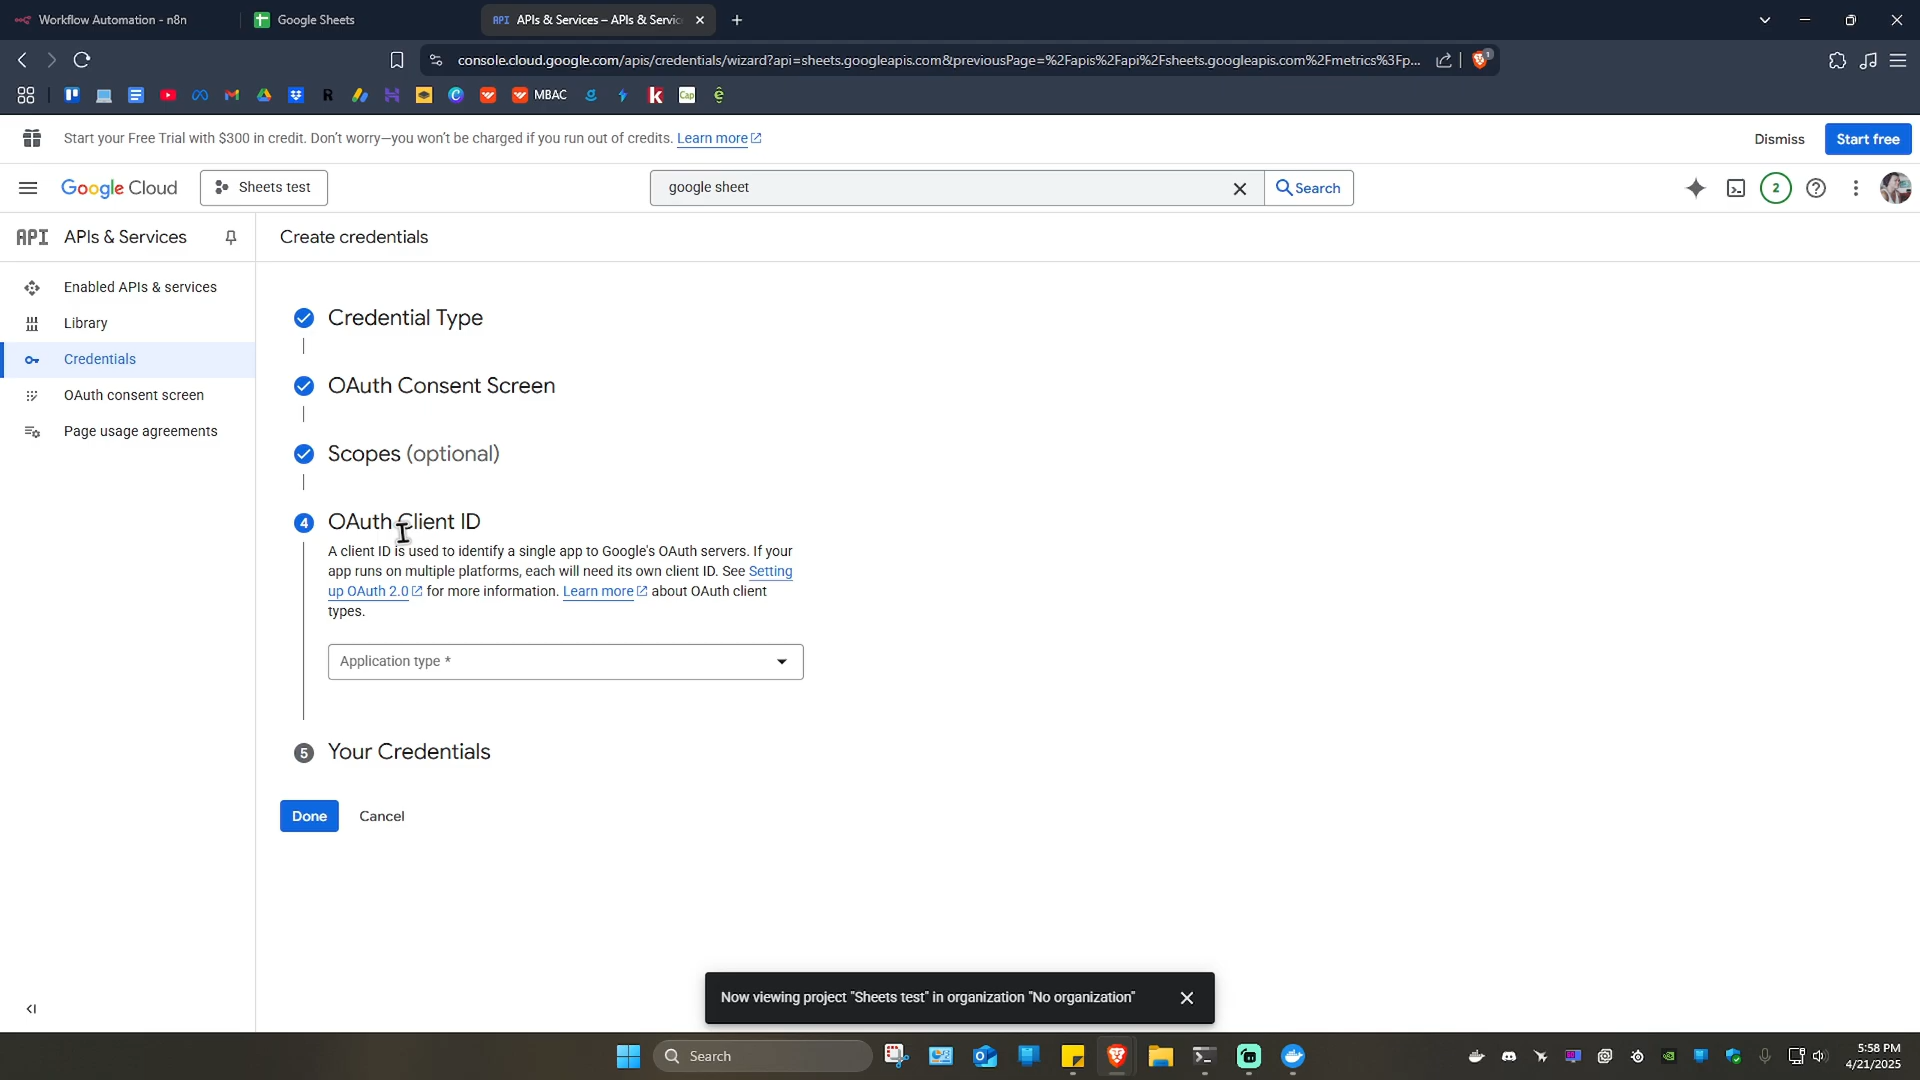 Workflow Automation - n8n
Google Sheets
API APIs & Services – APIs & Servic
console.cloud.google.com/apis/credentials/wizard?api=sheets.googleapis.com&previousPage=%2Fapis%2Fapi%2Fsheets.googleapis.com%2Fmetrics%3Fp...
1
MBAC
Cap
Start your Free Trial with $300 in credit. Don't worry—you won't be charged if you run out of credits. Learn more
Dismiss
Start free
Google Cloud
Sheets test
google sheet
Search
2
API APIs & Services
Create credentials
Enabled APIs & services
Library
Credentials
OAuth consent screen
Page usage agreements
Credential Type
OAuth Consent Screen
Scopes (optional)
4 OAuth Client ID
A client ID is used to identify a single app to Google's OAuth servers. If your
app runs on multiple platforms, each will need its own client ID. See Setting
up OAuth 2.0 for more information. Learn more about OAuth client
types.
Application type *
5 Your Credentials
Done
Cancel
Now viewing project "Sheets test" in organization "No organization"
Search
5:58 PM
4/21/2025